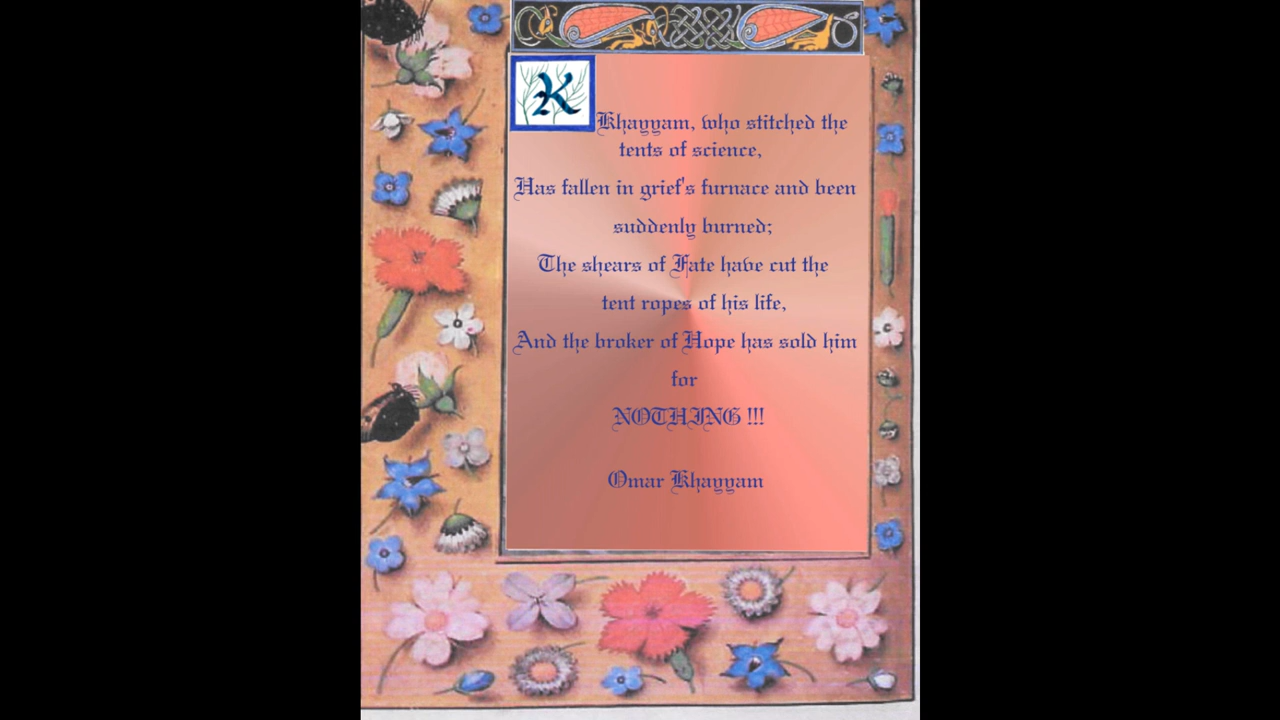 K
Khayyam, who stitched the
tents of science,
Has fallen in grief's furnace and been
suddenly burned;
The shears of Fate have cut the
tent ropes of his life,
And the broker of Hope has sold him
for
NOTHING !!!
Omar Khayyam